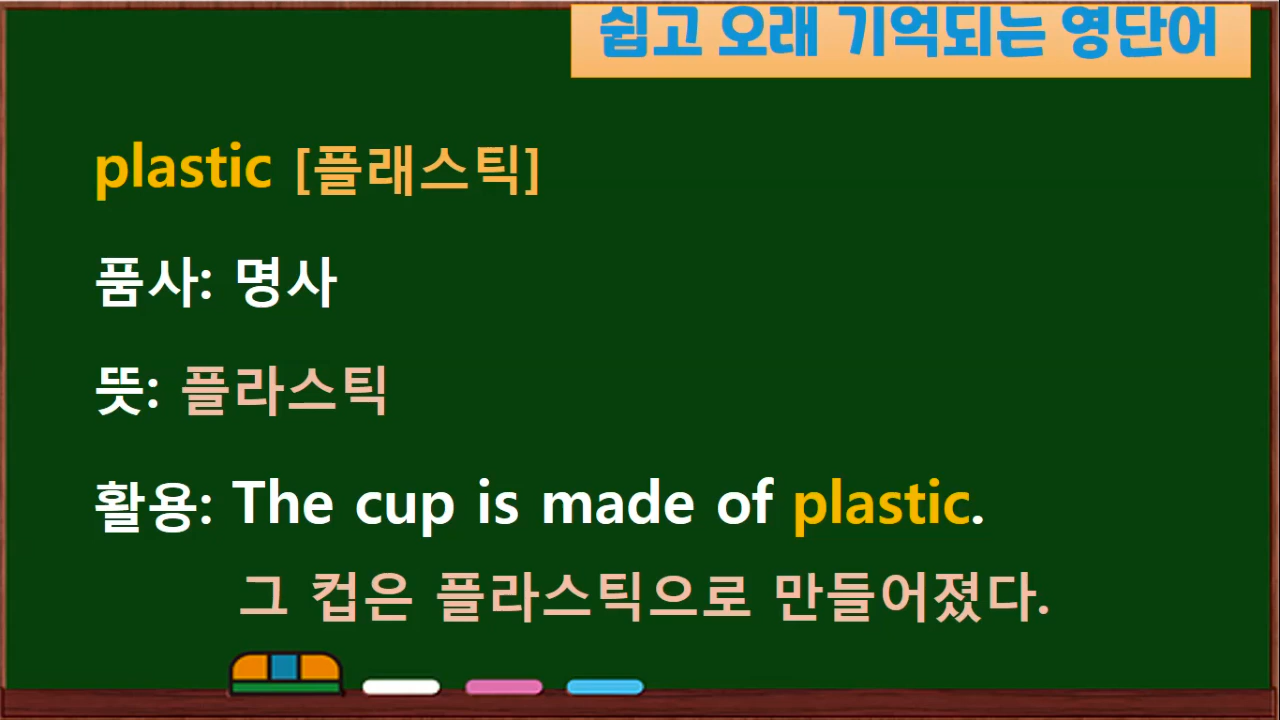 쉽고 오래 기억되는 영단어
plastic [플래스틱]
품사: 명사
뜻: 플라스틱
활용: The cup is made of plastic.
그 컵은 플라스틱으로 만들어졌다.